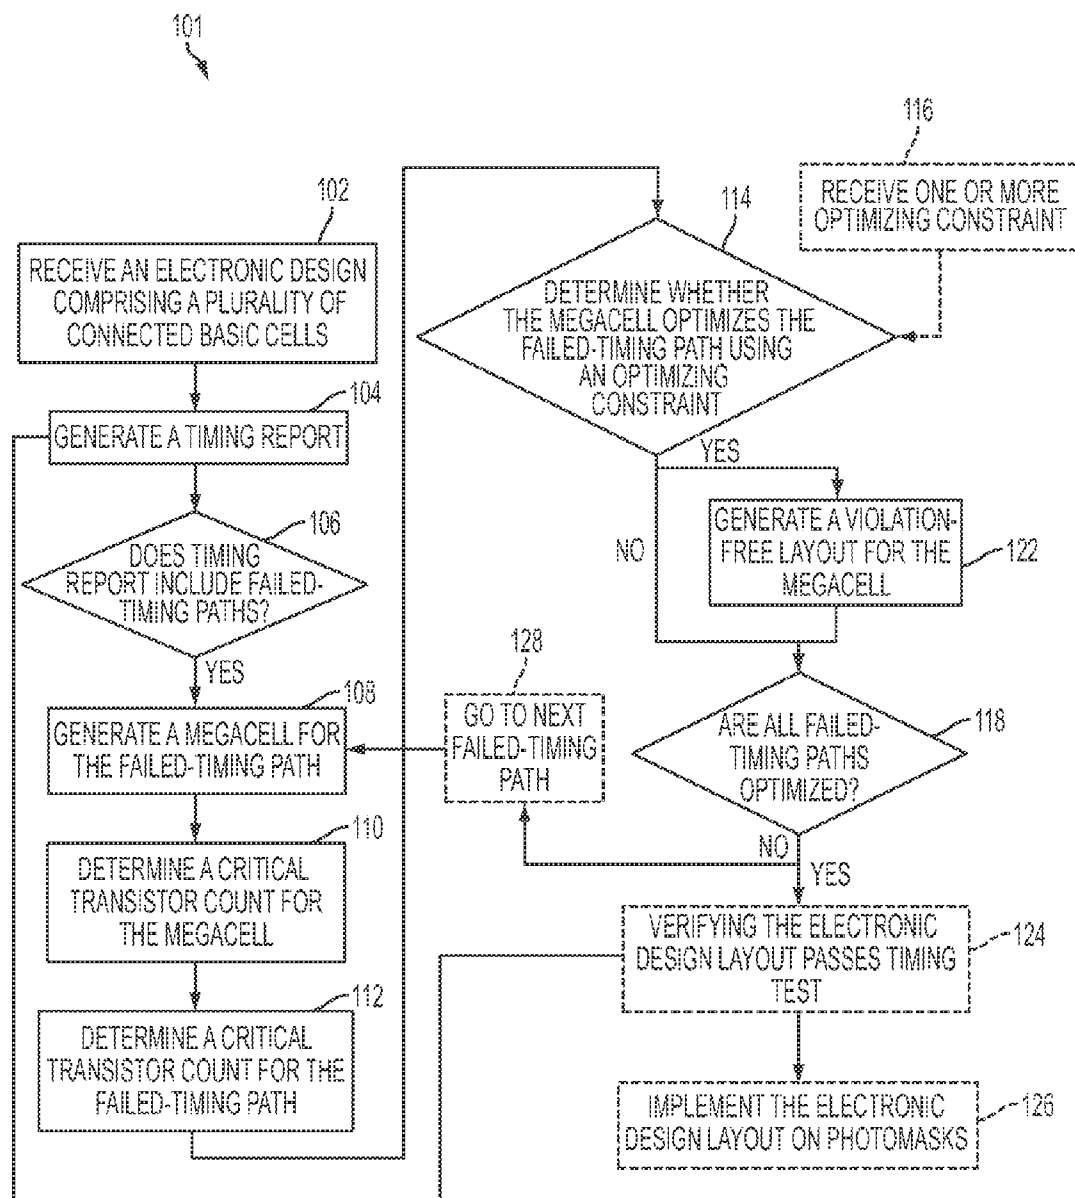 101
102
RECEIVE AN ELECTRONIC DESIGN
COMPRISING A PLURALITY OF
CONNECTED BASIC CELLS
104
GENERATE A TIMING REPORT
106
DOES TIMING
REPORT INCLUDE FAILED-
TIMING PATHS?
YES
108
GENERATE A MEGACELL FOR
THE FAILED-TIMING PATH
110
DETERMINE A CRITICAL
TRANSISTOR COUNT FOR
THE MEGACELL
112
DETERMINE A CRITICAL
TRANSISTOR COUNT FOR THE
FAILED-TIMING PATH
114
DETERMINE WHETHER
THE MEGACELL OPTIMIZES THE
FAILED-TIMING PATH USING
AN OPTIMIZING
CONSTRAINT
116
RECEIVE ONE OR MORE
OPTIMIZING CONSTRAINT
YES
NO
GENERATE A VIOLATION-
FREE LAYOUT FOR THE
MEGACELL
122
128
GO TO NEXT
FAILED-TIMING
PATH
ARE ALL FAILED-
TIMING PATHS
OPTIMIZED?
118
NO
YES
VERIFYING THE ELECTRONIC
DESIGN LAYOUT PASSES TIMING
TEST
124
IMPLEMENT THE ELECTRONIC
DESIGN LAYOUT ON PHOTOMASKS
126